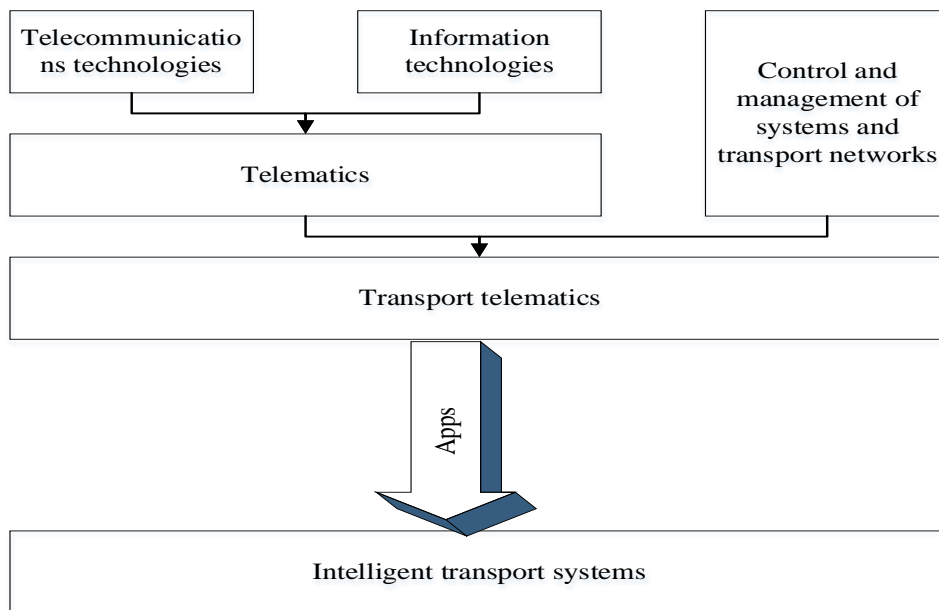 Telecommunicatio
ns technologies
Information
technologies
Control and
management of
systems and
transport networks
Telematics
Transport telematics
Apps
Intelligent transport systems